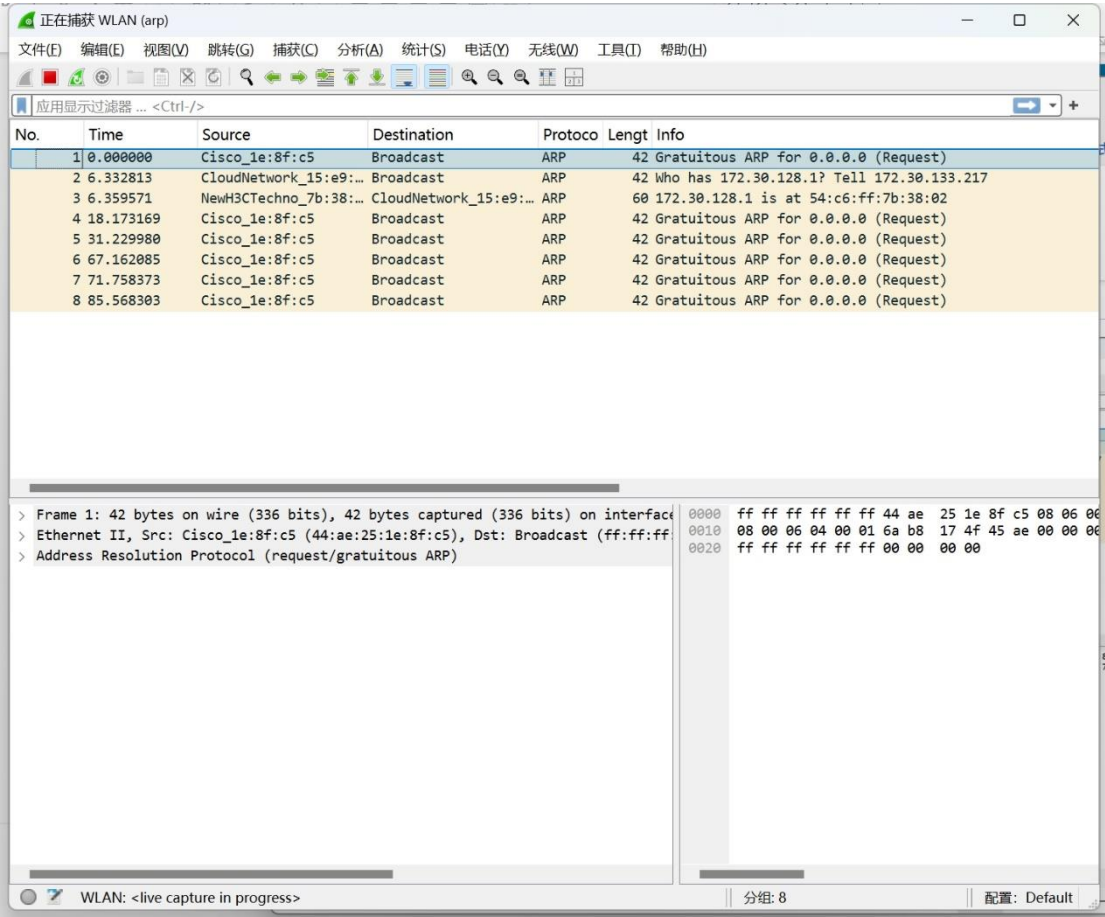 正在捕获 WLAN (arp)
文件(F) 编辑(E) 视图(V) 跳转(G) 捕获(C) 分析(A) 统计(S) 电话(Y) 无线(W) 工具(T) 帮助(H)
应用显示过滤器 … <Ctrl-/>
No. Time Source Destination Protoco Lengt Info
1 0.000000 Cisco_1e:8f:c5 Broadcast ARP 42 Gratuitous ARP for 0.0.0.0 (Request)
2 6.332813 CloudNetwork_15:e9:… Broadcast ARP 42 Who has 172.30.128.1? Tell 172.30.133.217
3 6.359571 NewH3CTechno_7b:38:… CloudNetwork_15:e9:… ARP 60 172.30.128.1 is at 54:c6:ff:7b:38:02
4 18.173169 Cisco_1e:8f:c5 Broadcast ARP 42 Gratuitous ARP for 0.0.0.0 (Request)
5 31.229980 Cisco_1e:8f:c5 Broadcast ARP 42 Gratuitous ARP for 0.0.0.0 (Request)
6 67.162085 Cisco_1e:8f:c5 Broadcast ARP 42 Gratuitous ARP for 0.0.0.0 (Request)
7 71.758373 Cisco_1e:8f:c5 Broadcast ARP 42 Gratuitous ARP for 0.0.0.0 (Request)
8 85.568303 Cisco_1e:8f:c5 Broadcast ARP 42 Gratuitous ARP for 0.0.0.0 (Request)
> Frame 1: 42 bytes on wire (336 bits), 42 bytes captured (336 bits) on interface
> Ethernet II, Src: Cisco_1e:8f:c5 (44:ae:25:1e:8f:c5), Dst: Broadcast (ff:ff:ff:
> Address Resolution Protocol (request/gratuitous ARP)
0000 ff ff ff ff ff ff 44 ae 25 1e 8f c5 08 06 00
0010 08 00 06 04 00 01 6a b8 17 4f 45 ae 00 00 00
0020 ff ff ff ff ff ff 00 00 00 00
WLAN: <live capture in progress> 分组: 8 配置: Default